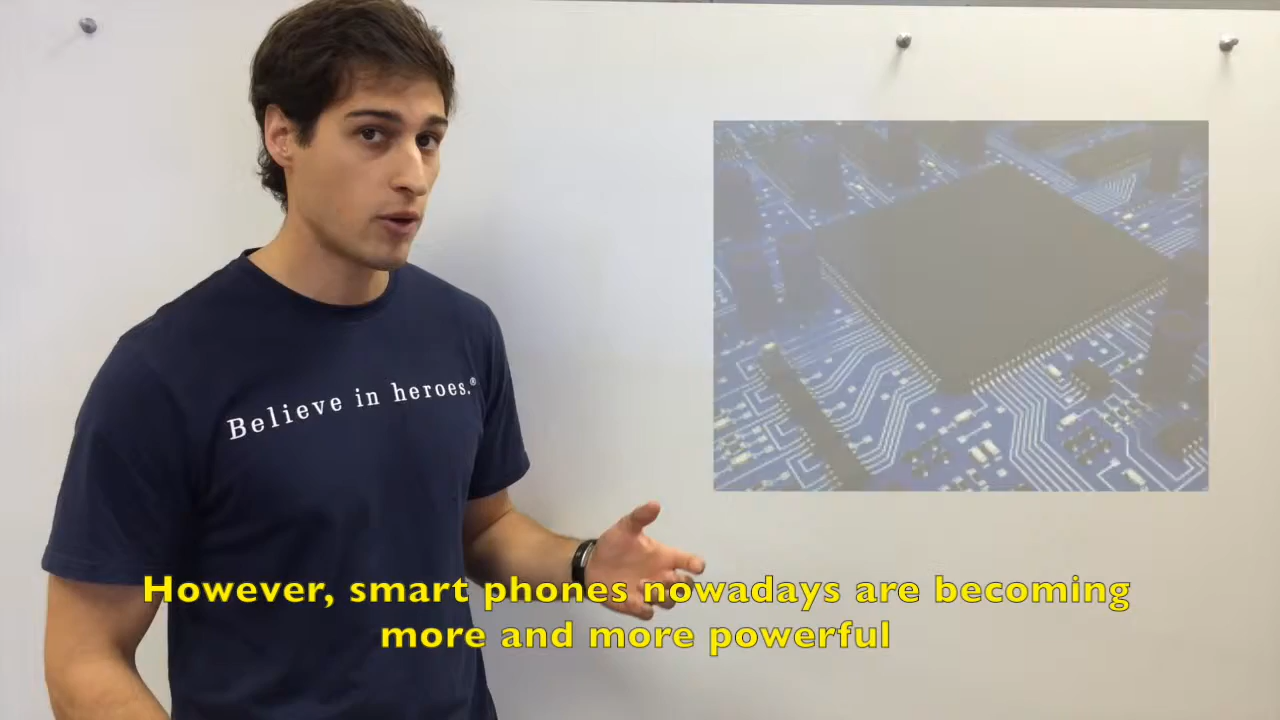 Believe in heroes.®
However, smart phones nowadays are becoming
more and more powerful